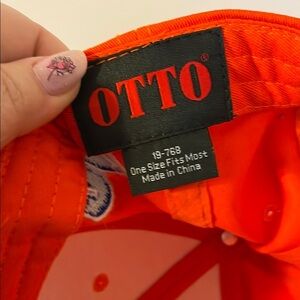 OTTO®
19-768
One Size Fits Most
Made in China